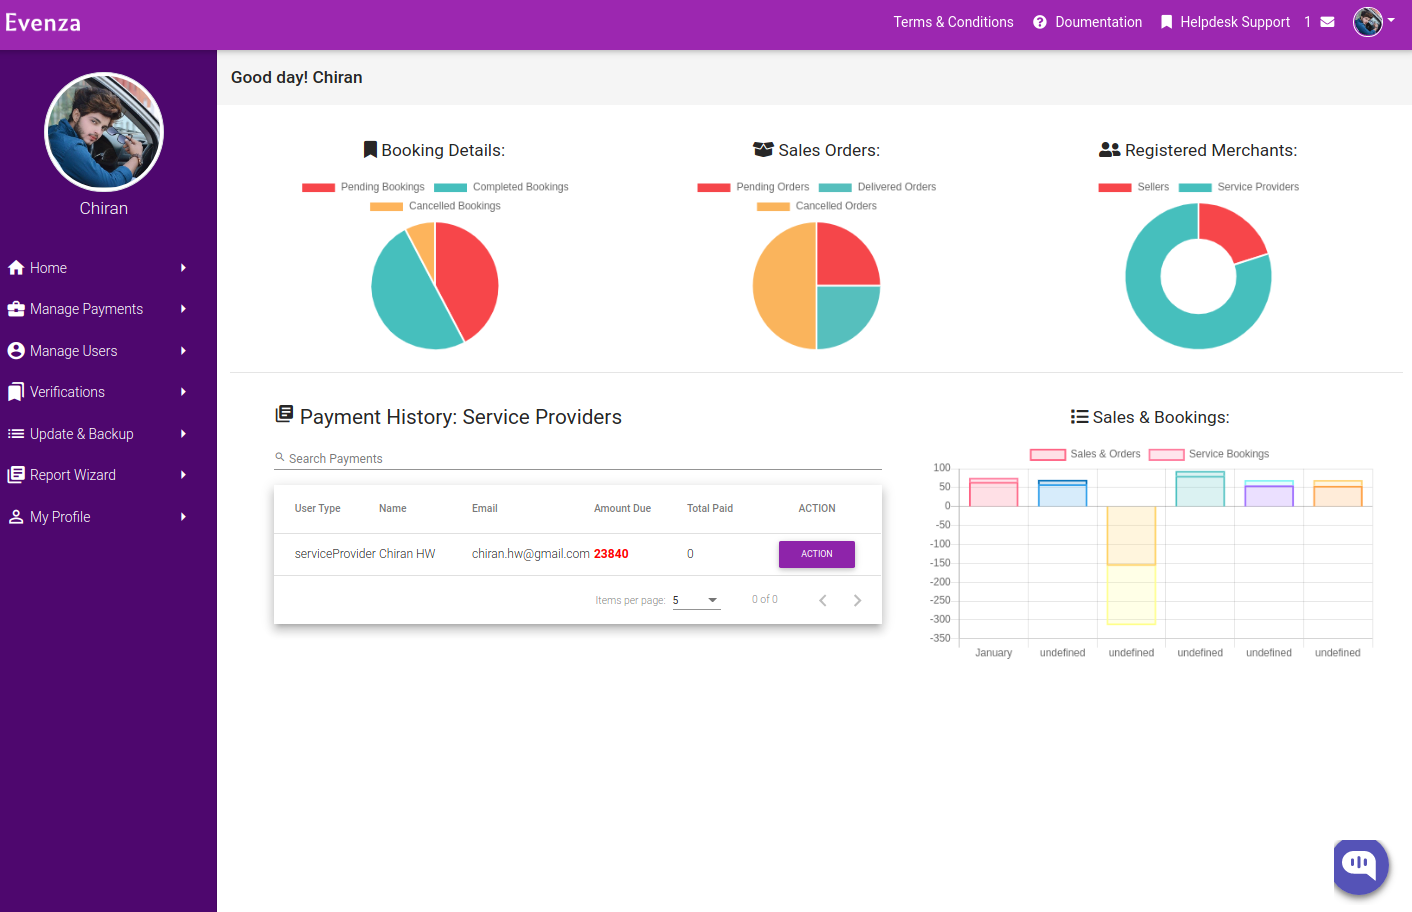 Evenza
Terms & Conditions Doumentation Helpdesk Support 1
Good day! Chiran
Chiran
Home
Manage Payments
Manage Users
Verifications
Update & Backup
Report Wizard
My Profile
Booking Details:
Pending Bookings Completed Bookings
Cancelled Bookings
Sales Orders:
Pending Orders Delivered Orders
Cancelled Orders
Registered Merchants:
Sellers Service Providers
Payment History: Service Providers
Search Payments
User Type Name Email Amount Due Total Paid ACTION
serviceProvider Chiran HW chiran.hw@gmail.com 23840 0 ACTION
Items per page: 5 0 of 0
Sales & Bookings:
Sales & Orders Service Bookings
100
50
0
-50
-100
-150
-200
-250
-300
-350
January undefined undefined undefined undefined undefined